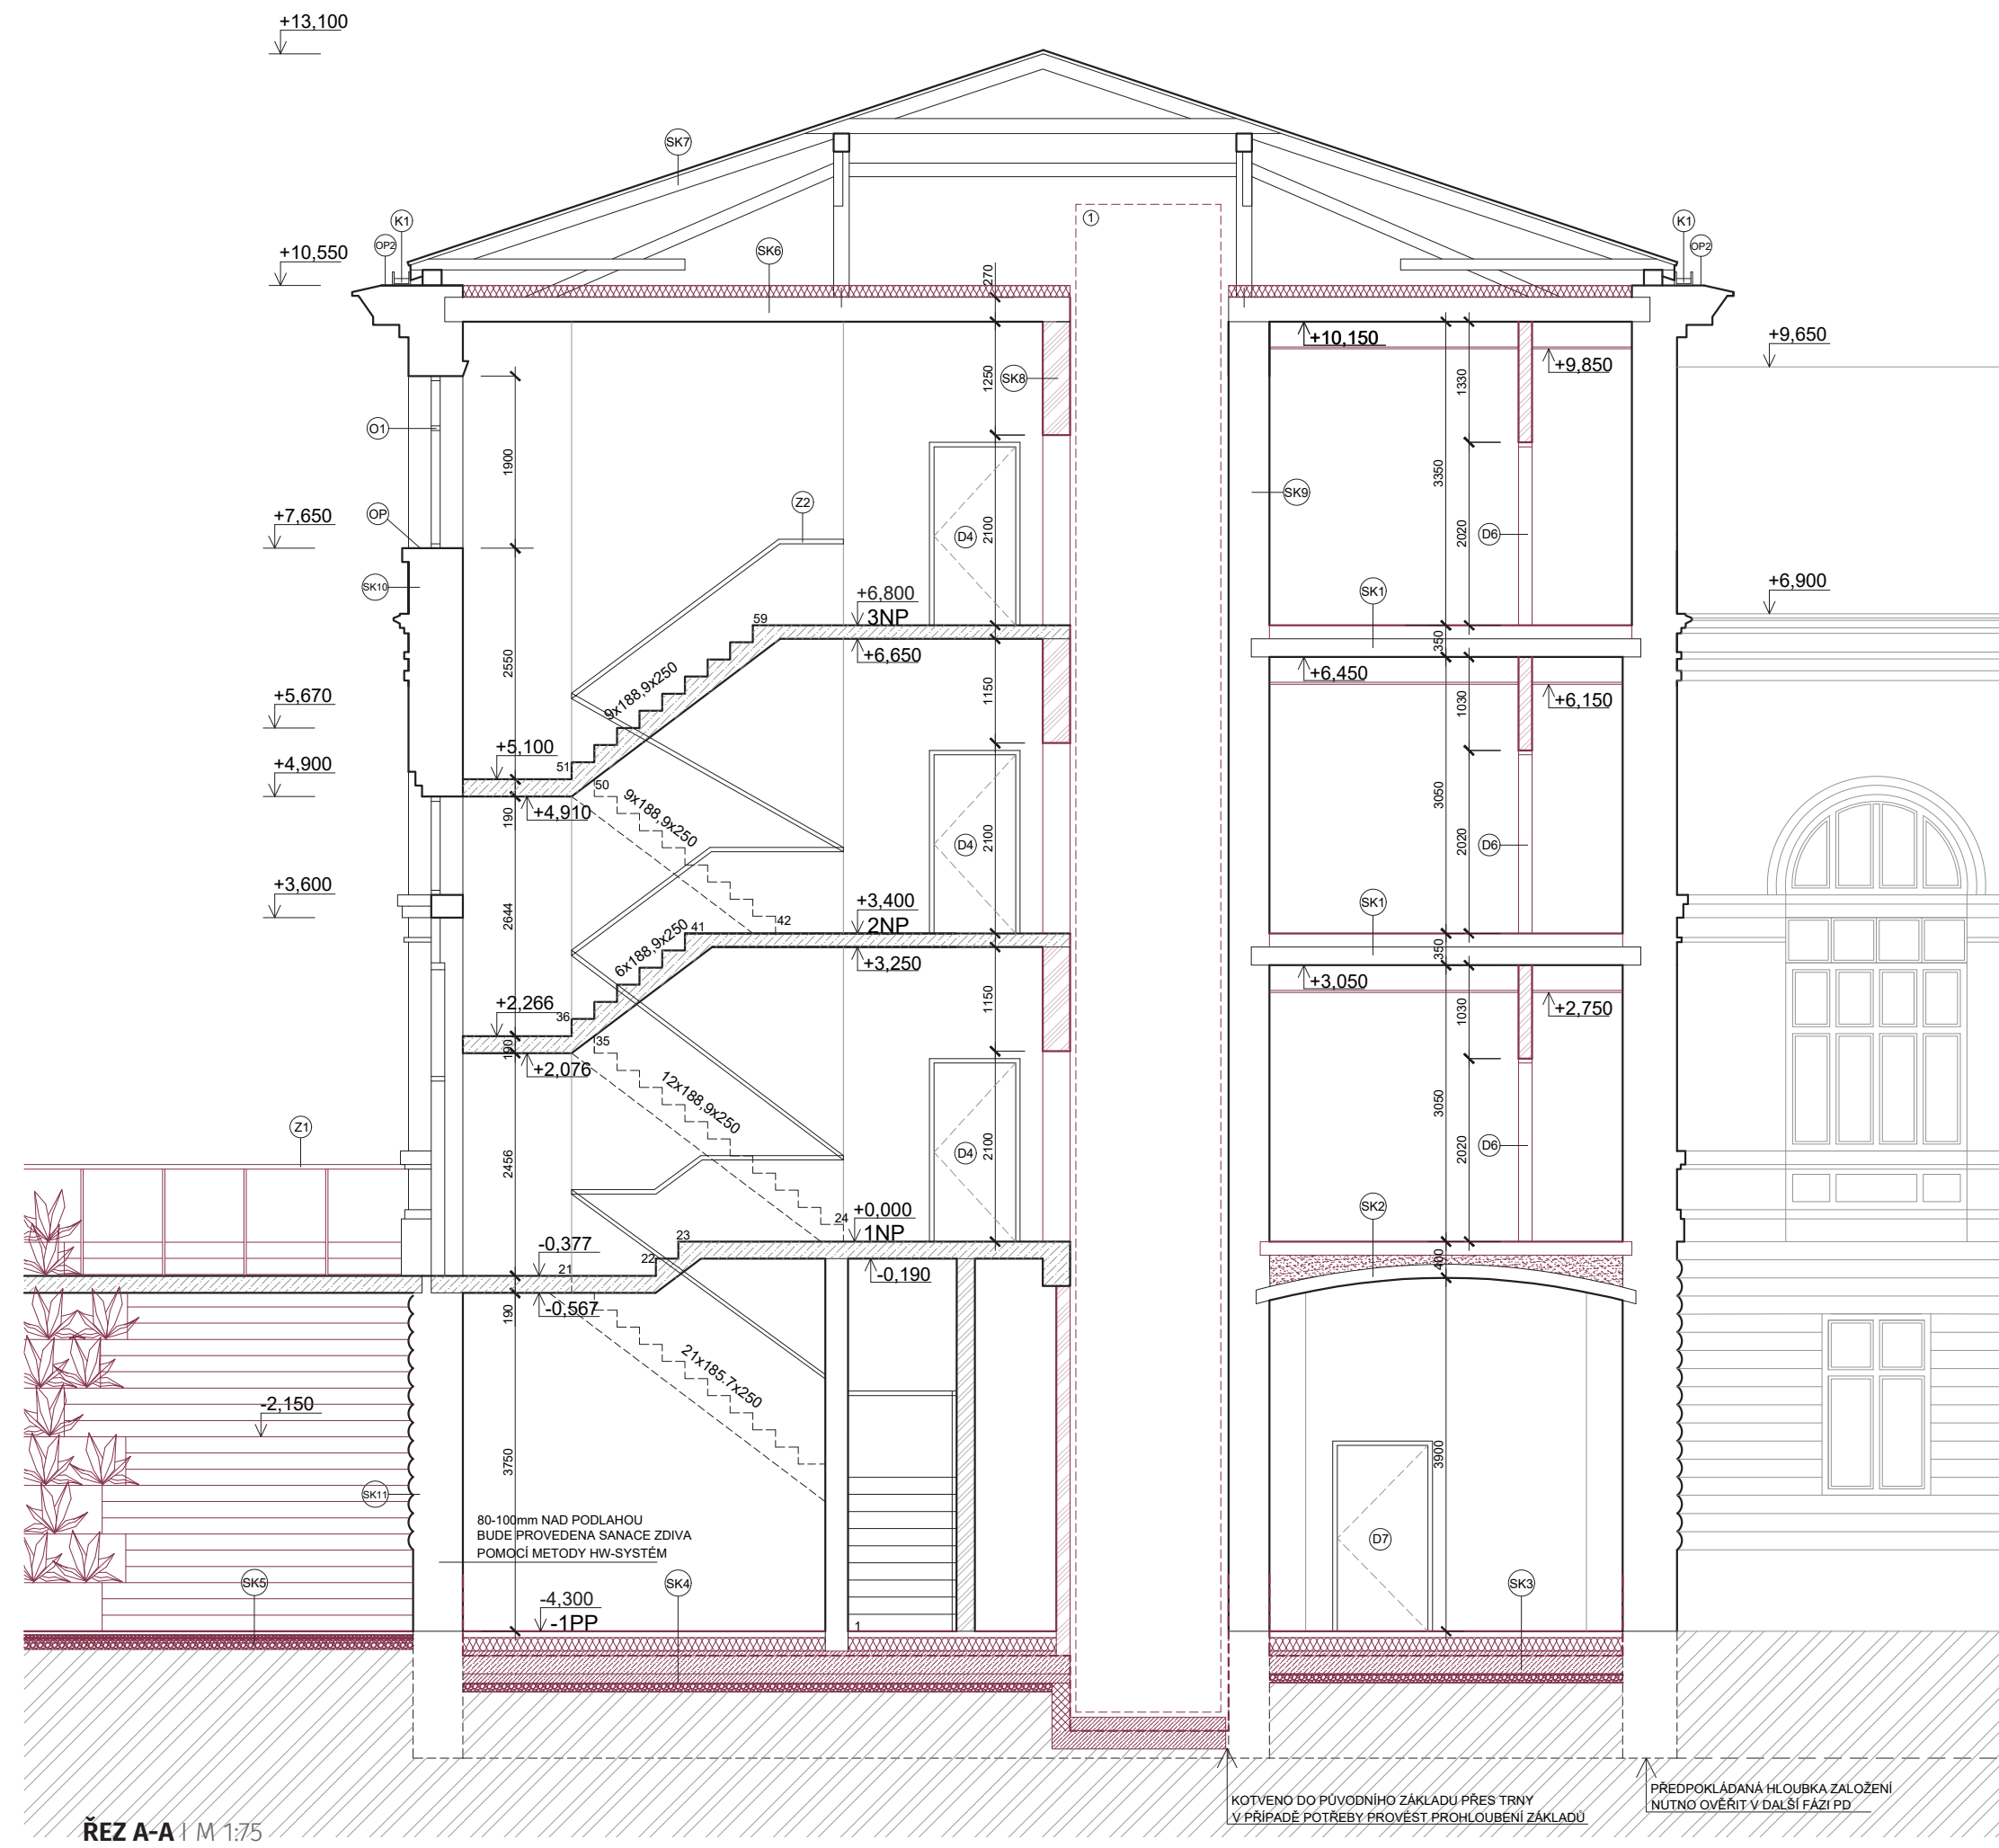 +13,100
SK7
K1
OP2
+10,550
SK6
1
K1
OP2
270
+10,150
+9,850
+9,650
1250
SK8
1330
O1
1900
3350
SK9
Z2
OP
+7,650
2100
D4
2020
D6
SK10
+6,800
3NP
59
SK1
+6,900
350
2550
9x188,9x250
+6,650
+6,450
+6,150
1150
1030
+5,670
+5,100
51
+4,900
50
190
+4,910
9x188,9x250
3050
2100
D4
2020
D6
+3,600
2644
+3,400
2NP
42
41
SK1
6x188,9x250
350
+3,250
+3,050
+2,750
+2,266
36
1150
1030
190
35
+2,076
12x188,9x250
3050
Z1
2456
2100
D4
2020
D6
24
+0,000
1NP
SK2
23
-0,377
22
21
400
-0,190
-0,567
190
21x185.7x250
-2,150
3750
3900
SK11
80-100mm NAD PODLAHOU
BUDE PROVEDENA SANACE ZDIVA
POMOCÍ METODY HW-SYSTÉM
D7
SK5
SK4
SK3
-4,300
-1PP
1
KOTVENO DO PŮVODNÍHO ZÁKLADU PŘES TRNY
V PŘÍPADĚ POTŘEBY PROVÉST PROHLOUBENÍ ZÁKLADŮ
PŘEDPOKLÁDANÁ HLOUBKA ZALOŽENÍ
NUTNO OVĚŘIT V DALŠÍ FÁZI PD
ŘEZ A-A | M 1:75